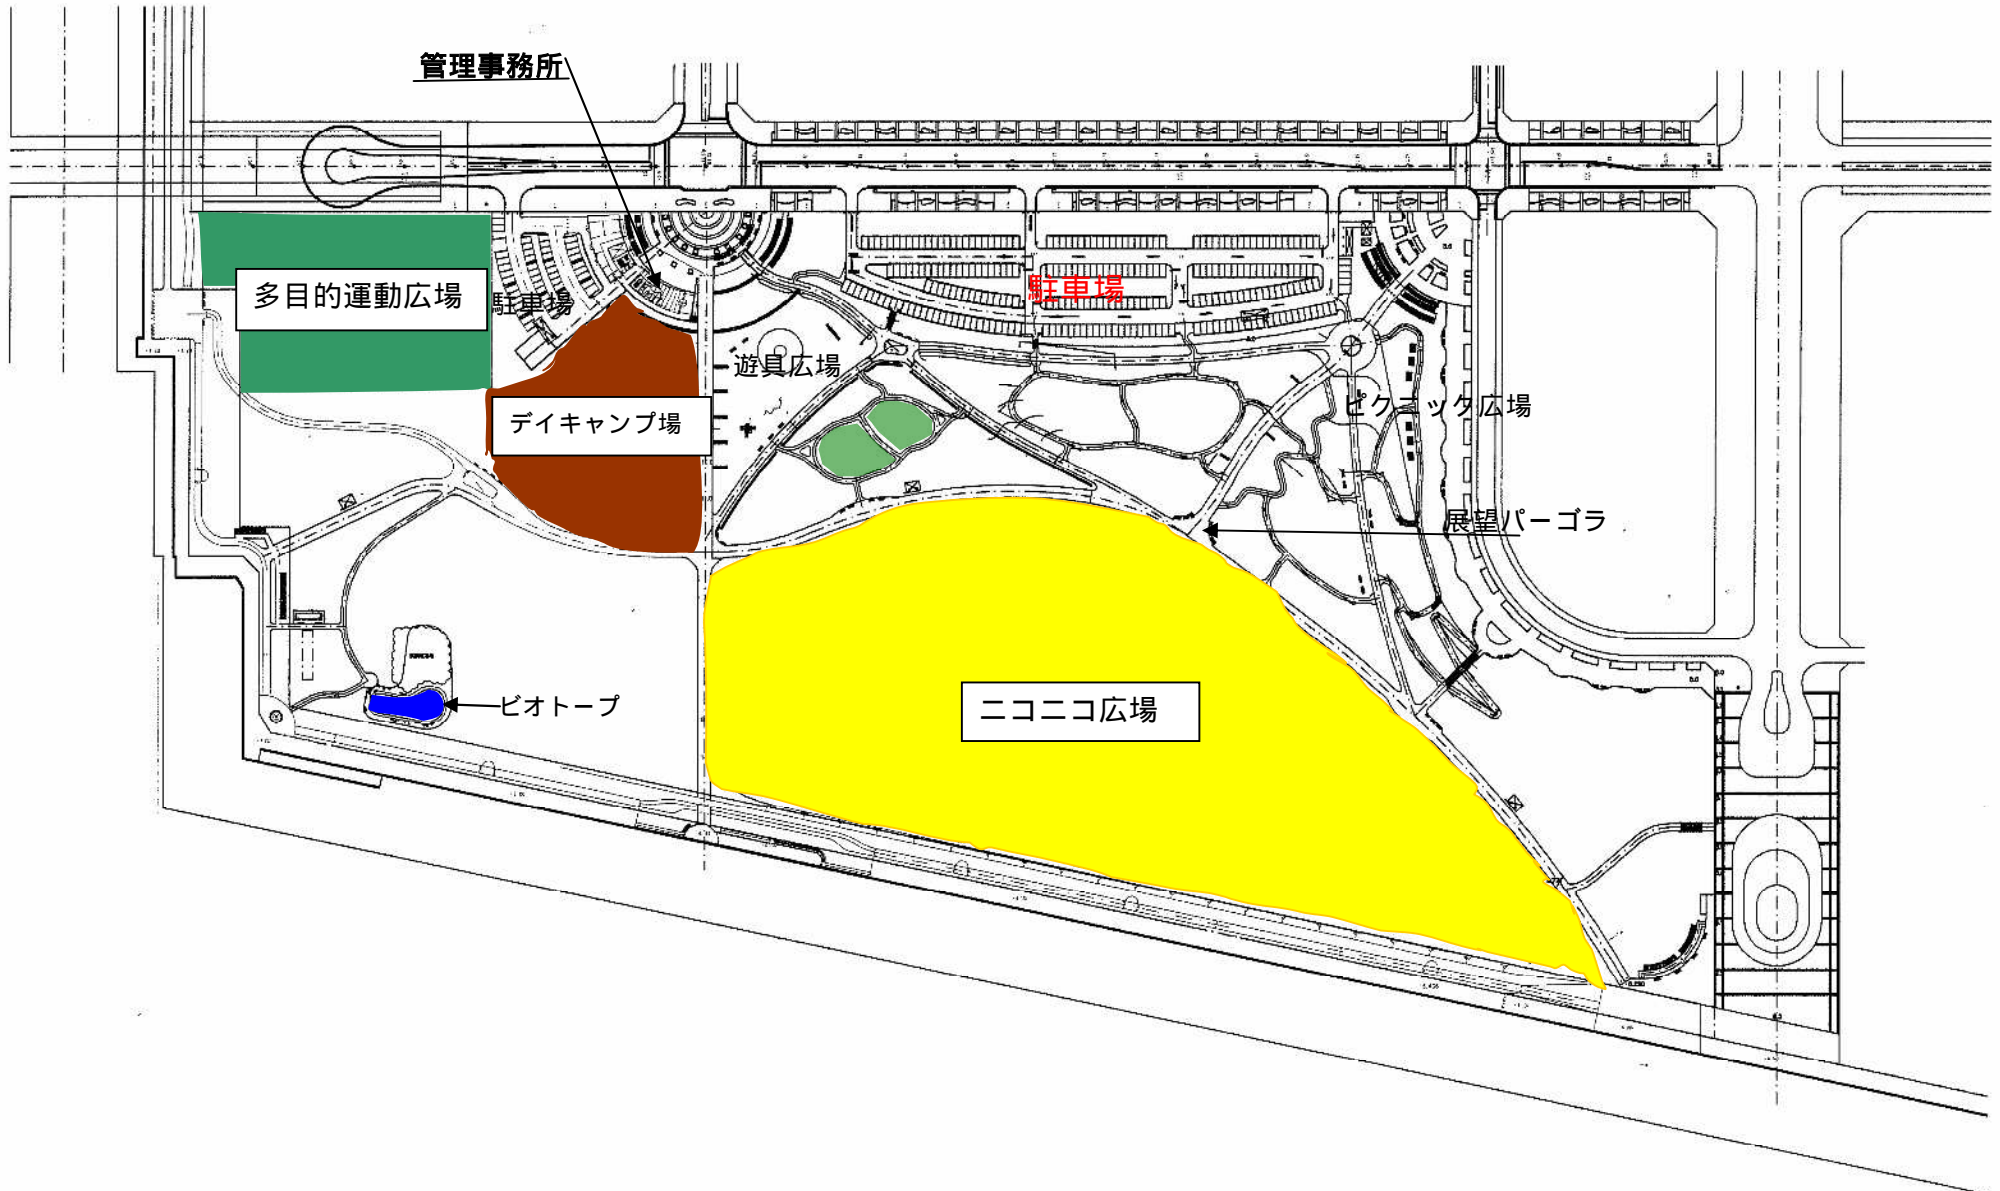 管理事務所
多目的運動広場
駐車場
駐車場
遊具広場
デイキャンプ場
ピクニック広場
展望パーゴラ
ビオトープ
ニコニコ広場